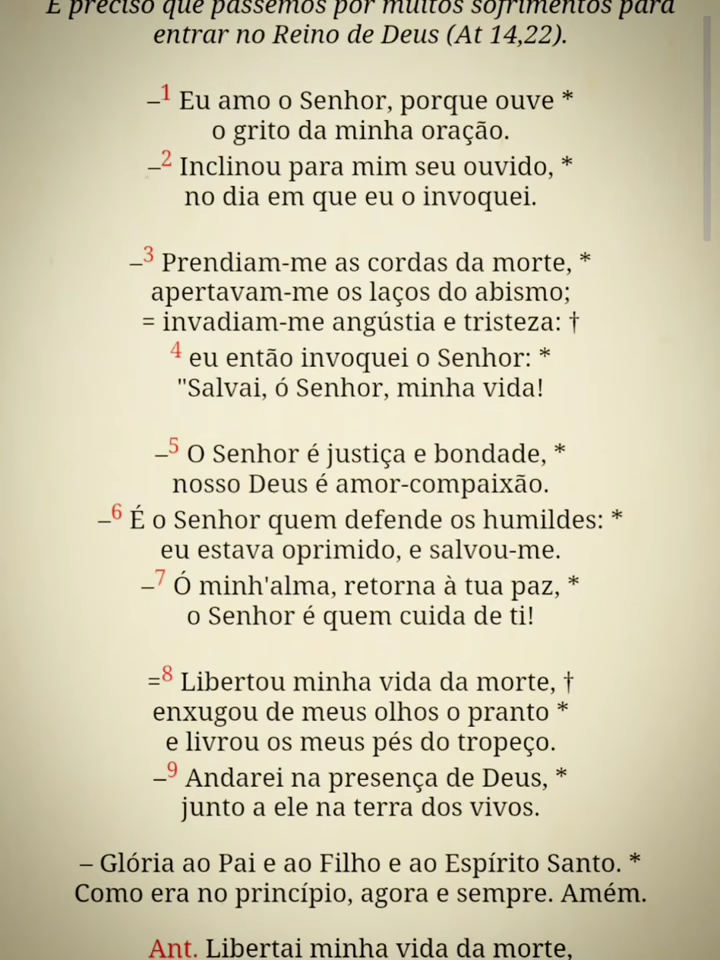 É preciso que passemos por muitos sofrimentos para
entrar no Reino de Deus (At 14,22).
–1 Eu amo o Senhor, porque ouve *
o grito da minha oração.
–2 Inclinou para mim seu ouvido, *
no dia em que eu o invoquei.
–3 Prendiam-me as cordas da morte, *
apertavam-me os laços do abismo;
= invadiam-me angústia e tristeza: †
4 eu então invoquei o Senhor: *
"Salvai, ó Senhor, minha vida!
–5 O Senhor é justiça e bondade, *
nosso Deus é amor-compaixão.
–6 É o Senhor quem defende os humildes: *
eu estava oprimido, e salvou-me.
–7 Ó minh'alma, retorna à tua paz, *
o Senhor é quem cuida de ti!
=8 Libertou minha vida da morte, †
enxugou de meus olhos o pranto *
e livrou os meus pés do tropeço.
–9 Andarei na presença de Deus, *
junto a ele na terra dos vivos.
– Glória ao Pai e ao Filho e ao Espírito Santo. *
Como era no princípio, agora e sempre. Amém.
Ant. Libertai minha vida da morte,